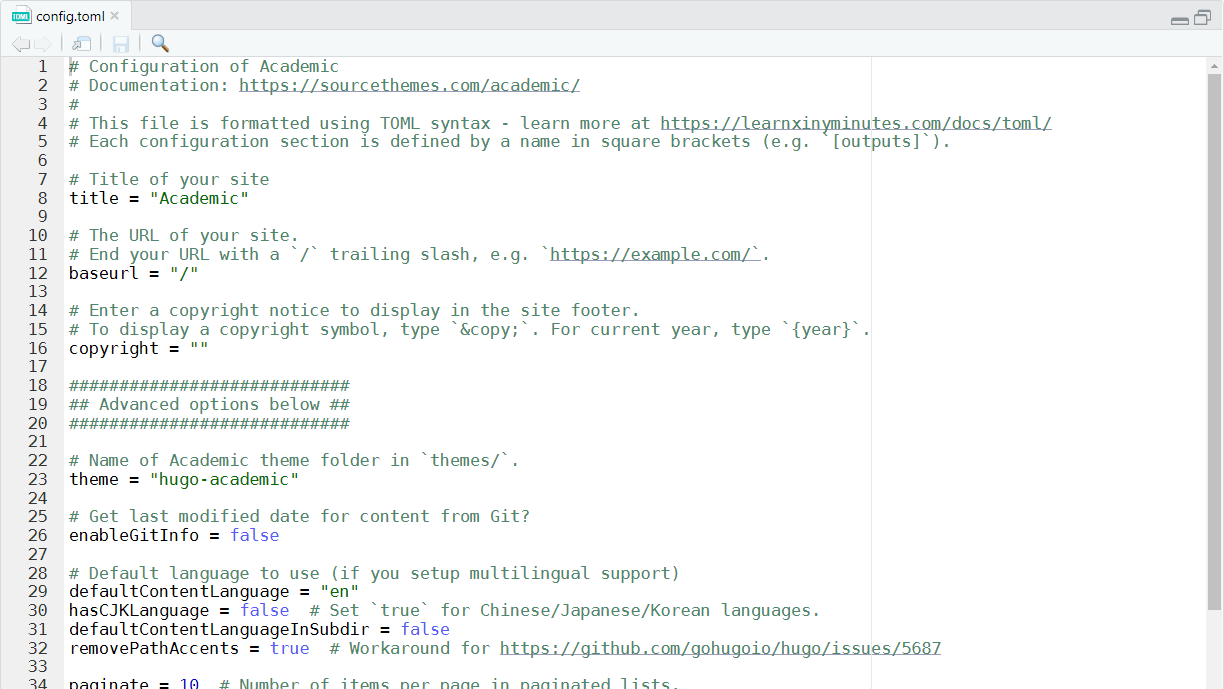 TOML config.toml
1 # Configuration of Academic
2 # Documentation: https://sourcethemes.com/academic/
3 #
4 # This file is formatted using TOML syntax - learn more at https://learnxinyminutes.com/docs/toml/
5 # Each configuration section is defined by a name in square brackets (e.g. `[outputs]`).
6
7 # Title of your site
8 title = "Academic"
9
10 # The URL of your site.
11 # End your URL with a `/` trailing slash, e.g. `https://example.com/`.
12 baseurl = "/"
13
14 # Enter a copyright notice to display in the site footer.
15 # To display a copyright symbol, type `&copy;`. For current year, type `{year}`.
16 copyright = ""
17
18 ############################
19 ## Advanced options below ##
20 ############################
21
22 # Name of Academic theme folder in `themes/`.
23 theme = "hugo-academic"
24
25 # Get last modified date for content from Git?
26 enableGitInfo = false
27
28 # Default language to use (if you setup multilingual support)
29 defaultContentLanguage = "en"
30 hasCJKLanguage = false  # Set `true` for Chinese/Japanese/Korean languages.
31 defaultContentLanguageInSubdir = false
32 removePathAccents = true  # Workaround for https://github.com/gohugoio/hugo/issues/5687
33
34 paginate = 10  # Number of items per page in paginated lists.